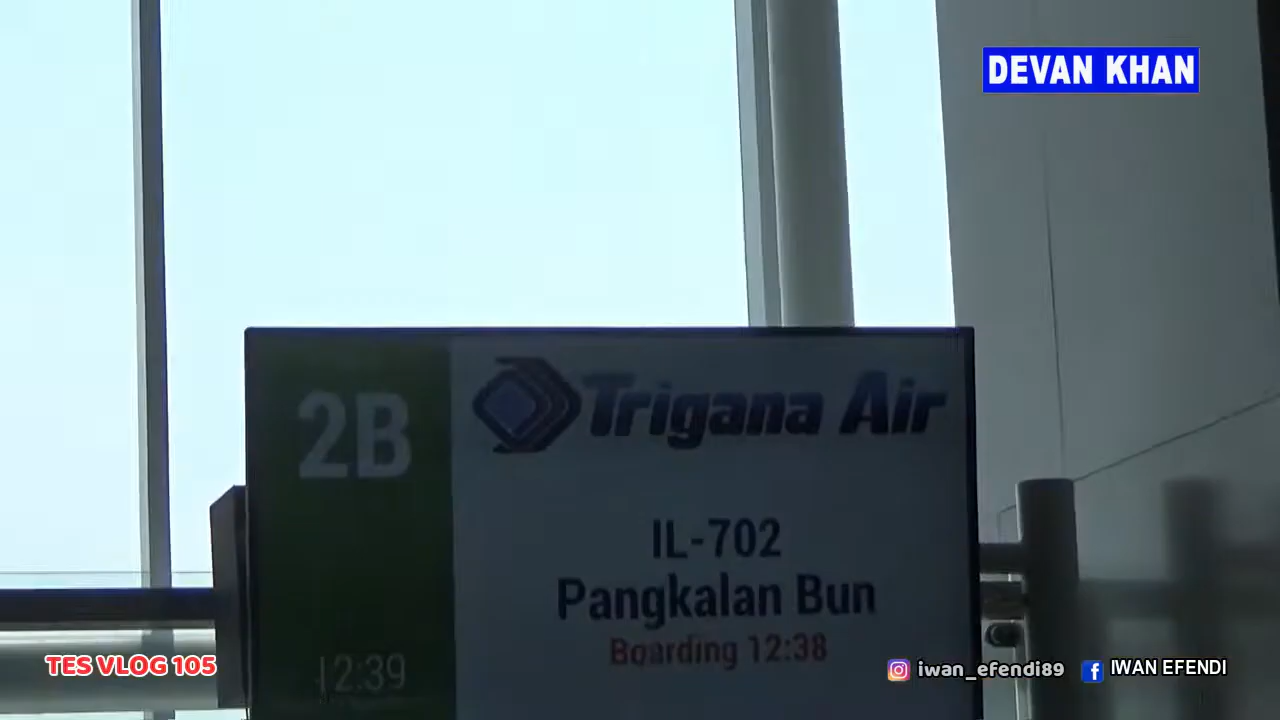 DEVAN KHAN
2B
Trigana Air
IL-702
Pangkalan Bun
Boarding 12:38
12:39
TES VLOG 105
iwan_efendi89
IWAN EFENDI